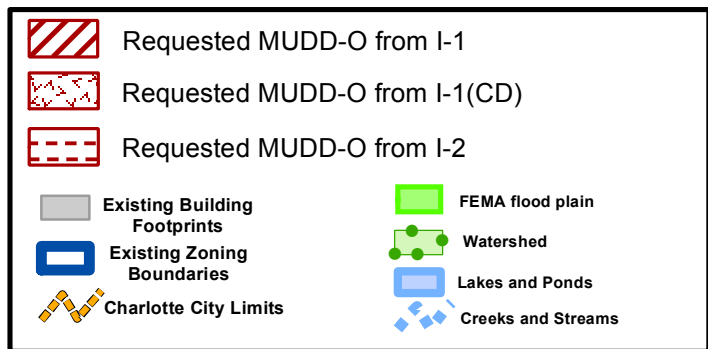 Requested MUDD-O from I-1
Requested MUDD-O from I-1(CD)
Requested MUDD-O from I-2
Existing Building
Footprints
Existing Zoning
Boundaries
Charlotte City Limits
FEMA flood plain
Watershed
Lakes and Ponds
Creeks and Streams